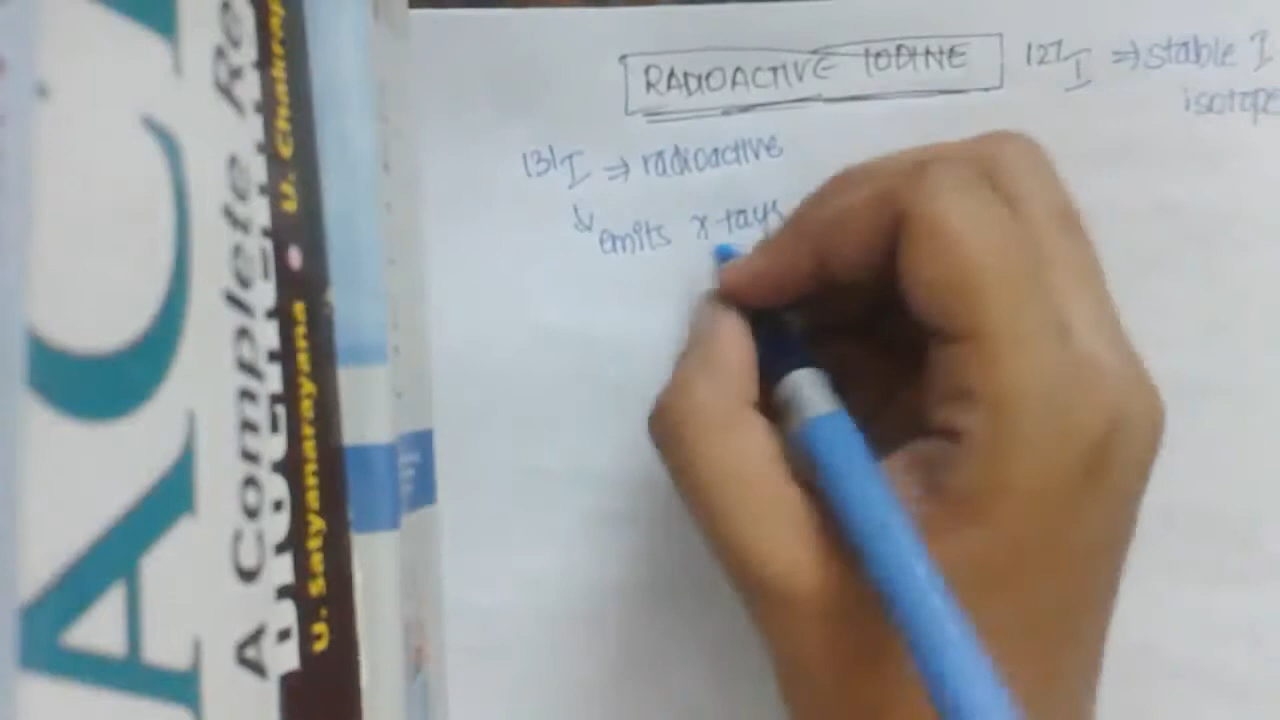 RADIOACTIVE IODINE
127I ⇒ stable I
isotope
131I ⇒ radioactive
↓ emits x-rays
A Complete Re
U. Satyanarayana • U. Chakrap